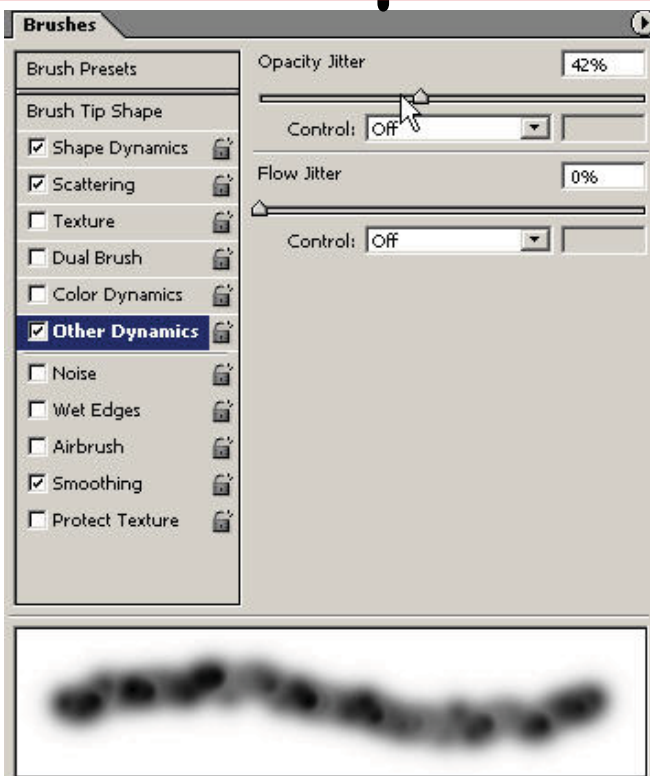 Brushes
Brush Presets
Brush Tip Shape
Shape Dynamics
Scattering
Texture
Dual Brush
Color Dynamics
Other Dynamics
Noise
Wet Edges
Airbrush
Smoothing
Protect Texture
Opacity Jitter 42%
Control: Off
Flow Jitter 0%
Control: Off